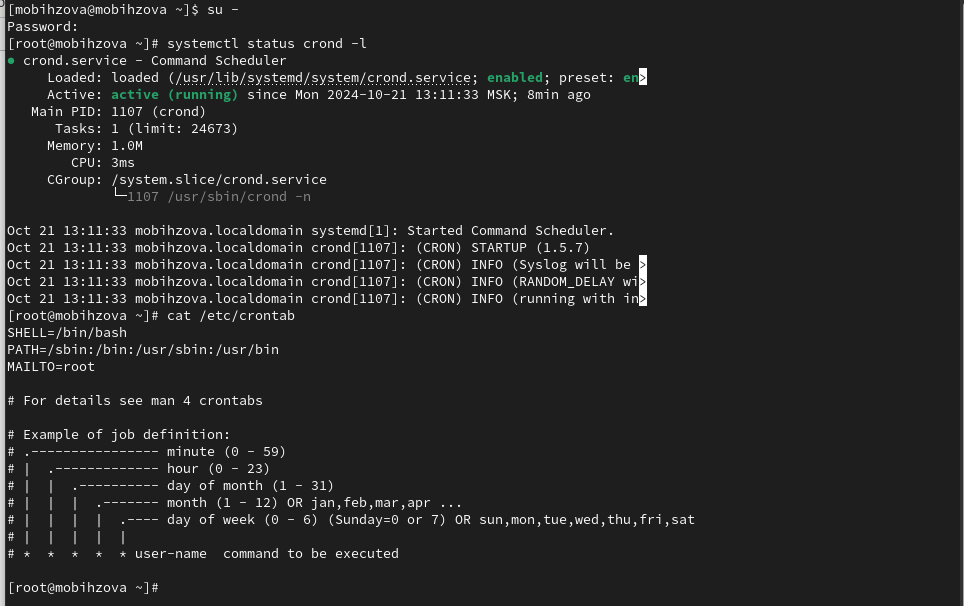 [mobihzova@mobihzova ~]$ su -
Password:
[root@mobihzova ~]# systemctl status crond -l
● crond.service - Command Scheduler
     Loaded: loaded (/usr/lib/systemd/system/crond.service; enabled; preset: en>
     Active: active (running) since Mon 2024-10-21 13:11:33 MSK; 8min ago
   Main PID: 1107 (crond)
      Tasks: 1 (limit: 24673)
     Memory: 1.0M
        CPU: 3ms
     CGroup: /system.slice/crond.service
             └─1107 /usr/sbin/crond -n

Oct 21 13:11:33 mobihzova.localdomain systemd[1]: Started Command Scheduler.
Oct 21 13:11:33 mobihzova.localdomain crond[1107]: (CRON) STARTUP (1.5.7)
Oct 21 13:11:33 mobihzova.localdomain crond[1107]: (CRON) INFO (Syslog will be >
Oct 21 13:11:33 mobihzova.localdomain crond[1107]: (CRON) INFO (RANDOM_DELAY wi>
Oct 21 13:11:33 mobihzova.localdomain crond[1107]: (CRON) INFO (running with in>
[root@mobihzova ~]# cat /etc/crontab
SHELL=/bin/bash
PATH=/sbin:/bin:/usr/sbin:/usr/bin
MAILTO=root

# For details see man 4 crontabs

# Example of job definition:
# .---------------- minute (0 - 59)
# |  .------------- hour (0 - 23)
# |  |  .---------- day of month (1 - 31)
# |  |  |  .------- month (1 - 12) OR jan,feb,mar,apr ...
# |  |  |  |  .---- day of week (0 - 6) (Sunday=0 or 7) OR sun,mon,tue,wed,thu,fri,sat
# |  |  |  |  |
# *  *  *  *  * user-name  command to be executed

[root@mobihzova ~]#